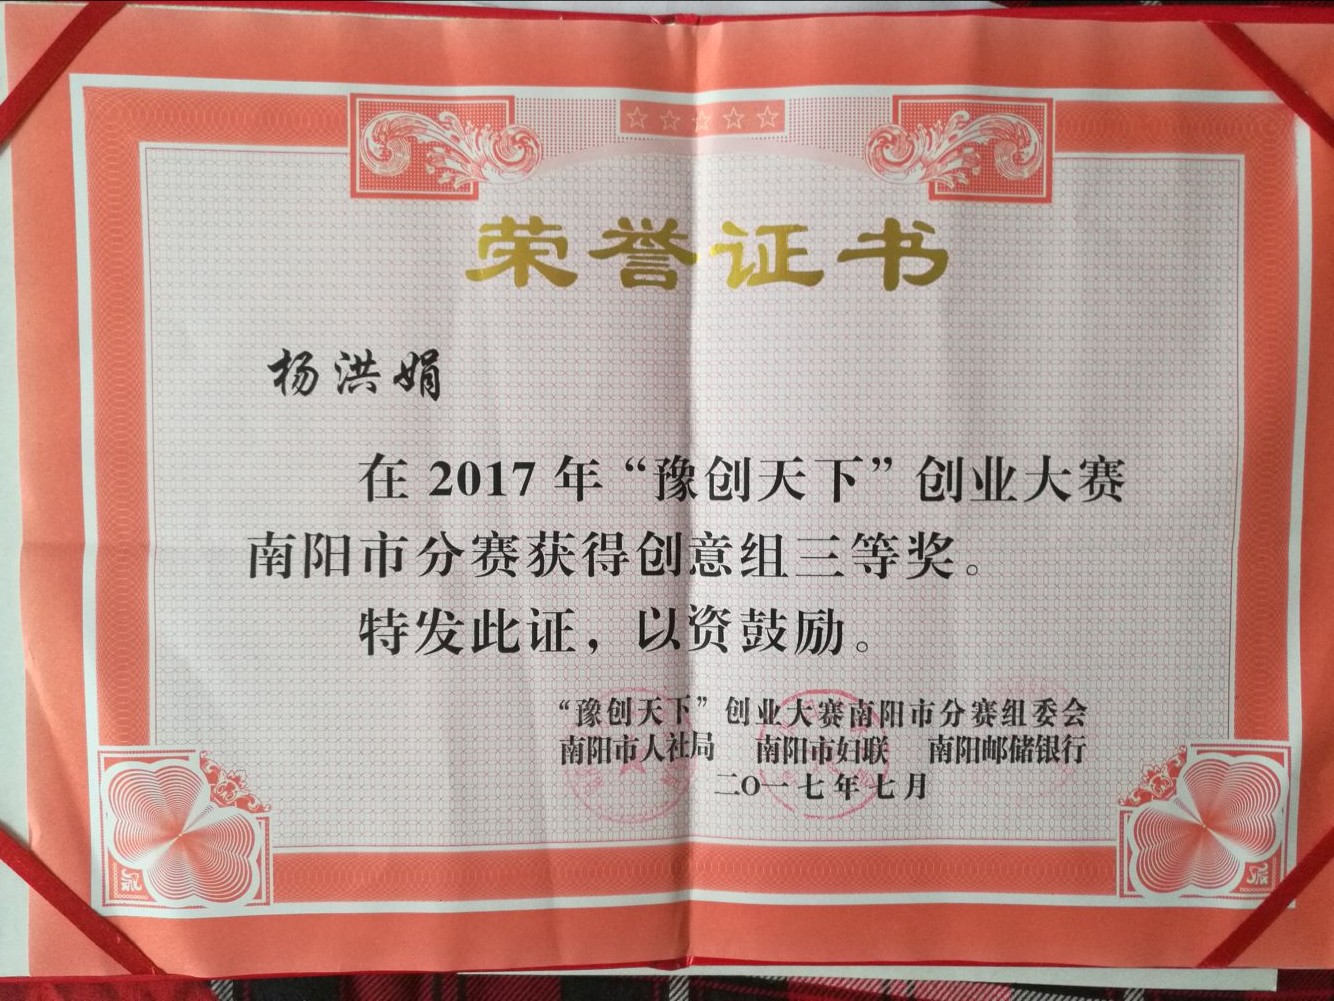 荣誉证书
杨洪娟
在 2017 年“豫创天下”创业大赛
南阳市分赛获得创意组三等奖。
特发此证，以资鼓励。
“豫创天下”创业大赛南阳市分赛组委会
南阳市人社局 南阳市妇联 南阳邮储银行
二〇一七年七月